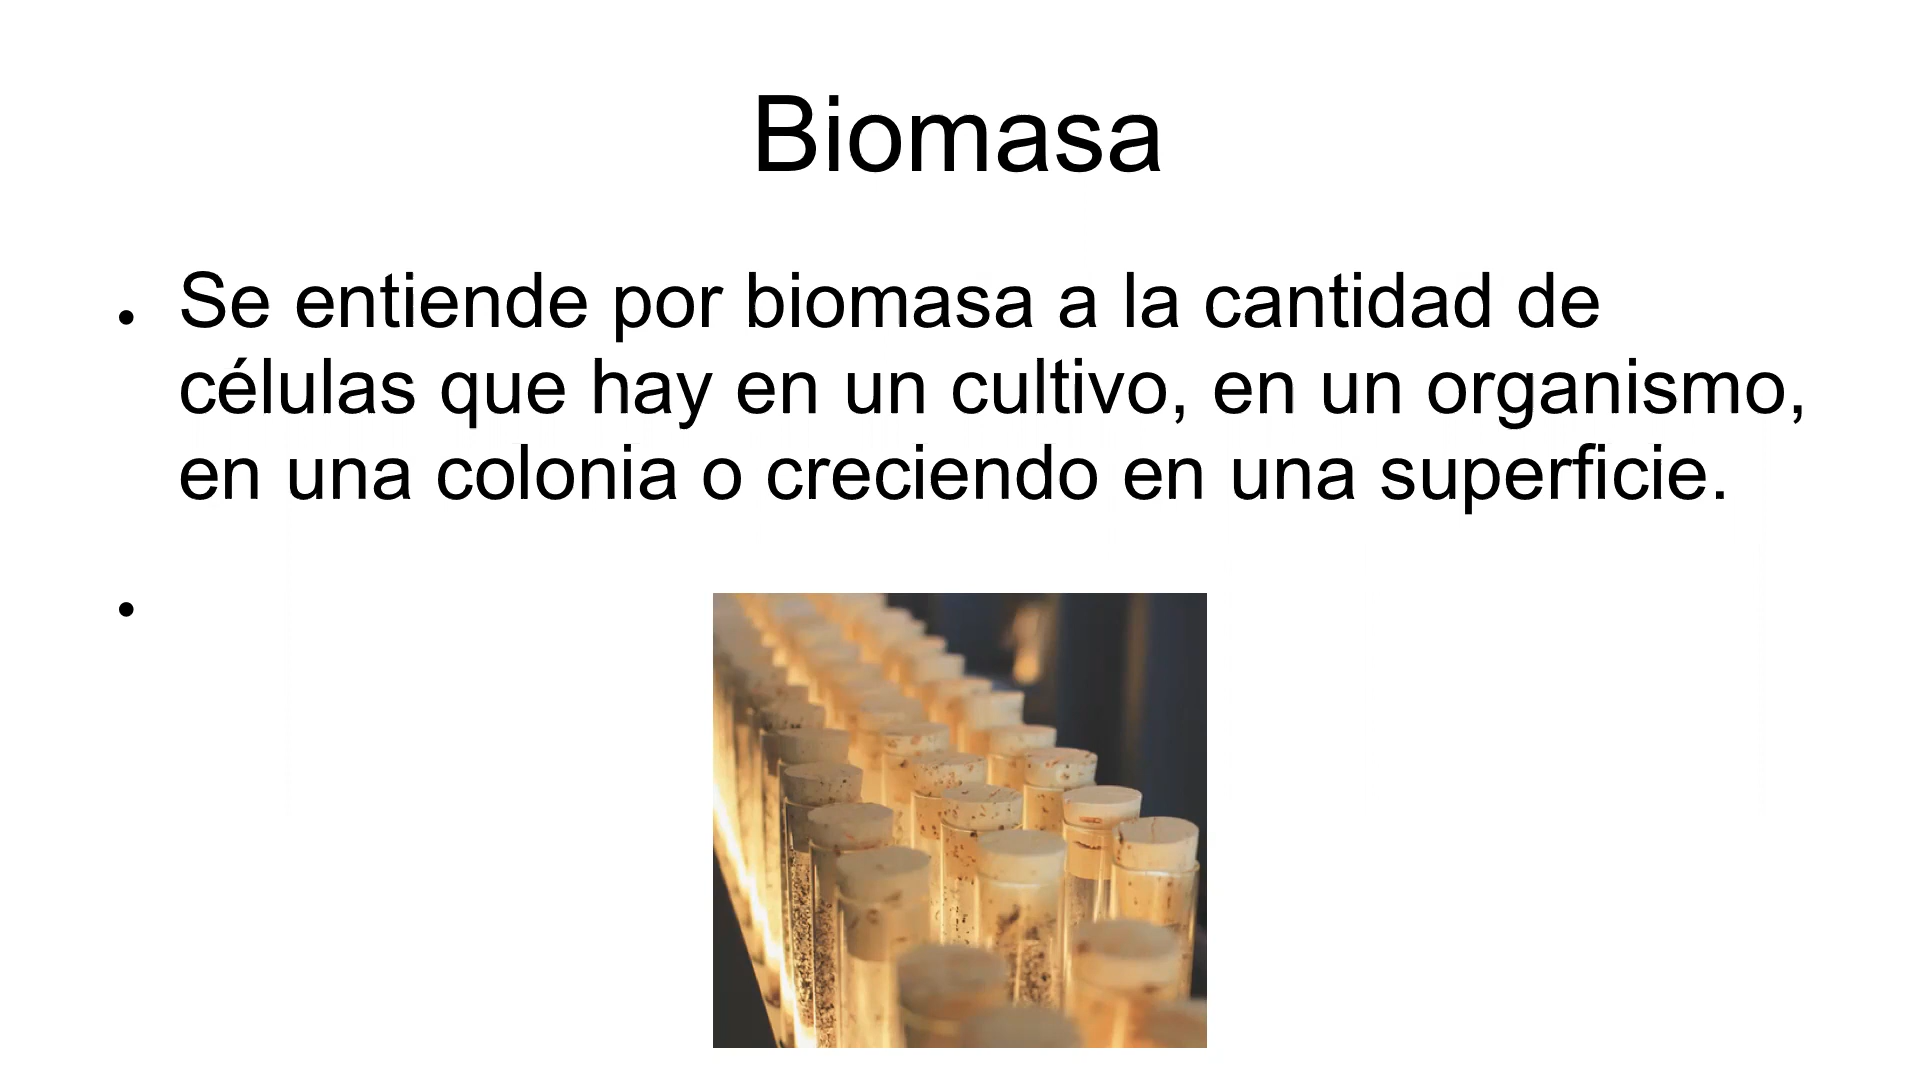 Biomasa
• Se entiende por biomasa a la cantidad de
células que hay en un cultivo, en un organismo,
en una colonia o creciendo en una superficie.
•